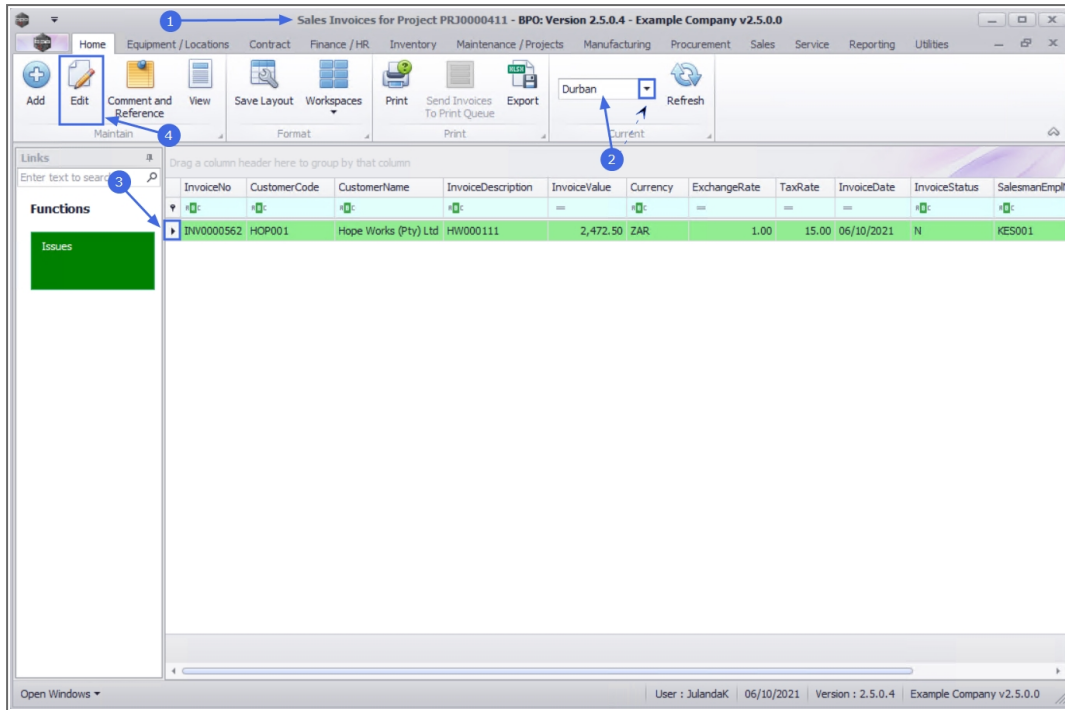 1
Sales Invoices for Project PRJ0000411 - BPO: Version 2.5.0.4 - Example Company v2.5.0.0
Home Equipment / Locations Contract Finance / HR Inventory Maintenance / Projects Manufacturing Procurement Sales Service Reporting Utilities
Add Edit Comment and Reference View Save Layout Workspaces Print Send Invoices To Print Queue Export Durban Refresh
Maintain Format Print Current
4
2
Links
Drag a column header here to group by that column
Enter text to search
3
InvoiceNo CustomerCode CustomerName InvoiceDescription InvoiceValue Currency ExchangeRate TaxRate InvoiceDate InvoiceStatus SalesmanEmpl
Functions
INV0000562 HOP001 Hope Works (Pty) Ltd HW000111 2,472.50 ZAR 1.00 15.00 06/10/2021 N KES001
Issues
Open Windows
User : JulandaK 06/10/2021 Version : 2.5.0.4 Example Company v2.5.0.0